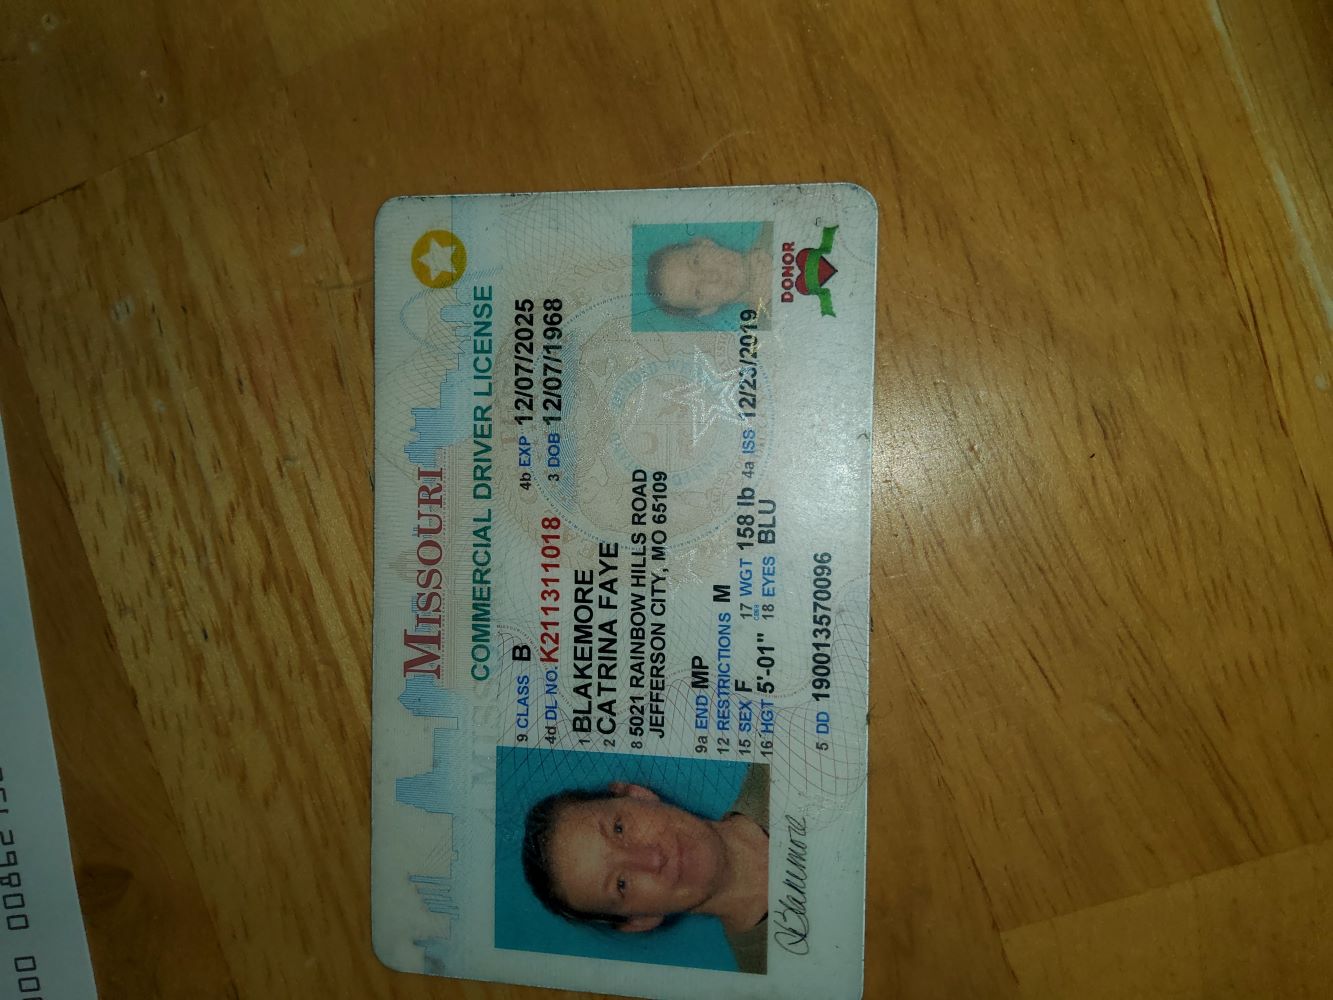 MISSOURI
COMMERCIAL DRIVER LICENSE
9 CLASS B 4b EXP 12/07/2025
4d DL NO. K211311018 3 DOB 12/07/1968
1 BLAKEMORE
2 CATRINA FAYE
8 5021 RAINBOW HILLS ROAD
JEFFERSON CITY, MO 65109
9a END MP
12 RESTRICTIONS M
15 SEX F 17 WGT 158 lb 4a ISS 12/23/2019
16 HGT 5'-01" 18 EYES BLU
DONOR
5 DD 190013570096